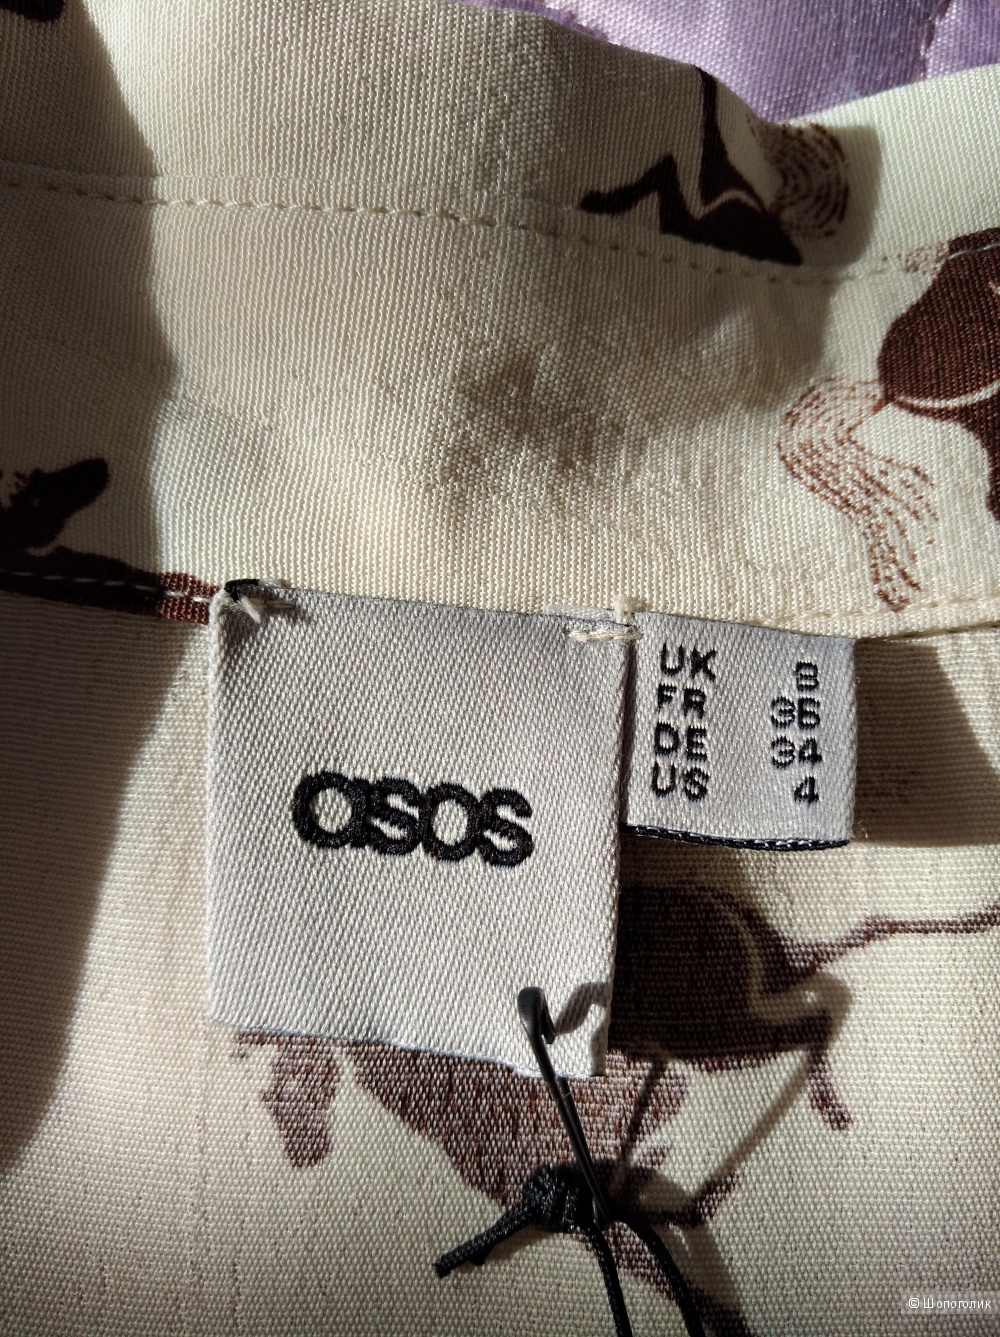 asos
UK 8
FR 36
DE 34
US 4
© Шопоголик